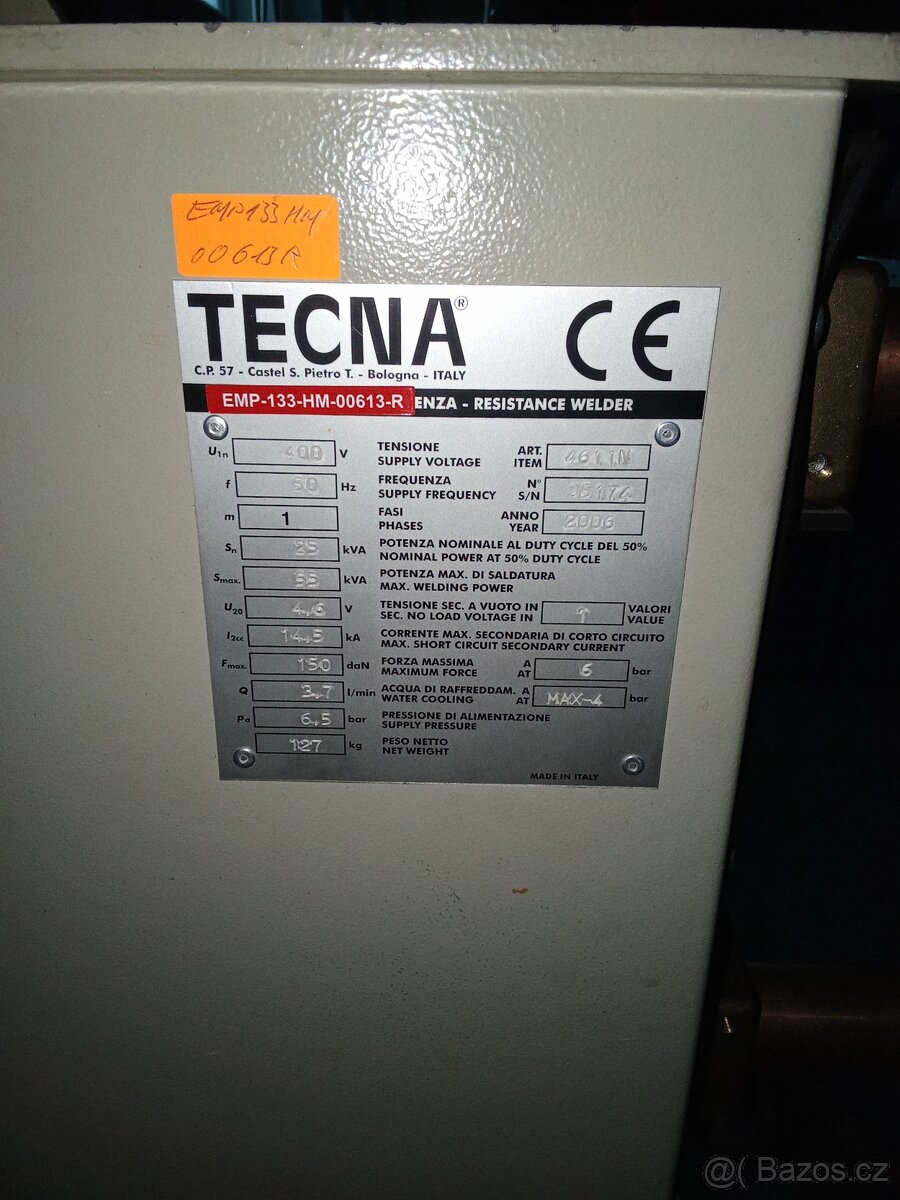 EMP133HM
00613R
TECNA®
CE
C.P. 57 - Castel S. Pietro T. - Bologna - ITALY
EMP-133-HM-00613-R ENZA - RESISTANCE WELDER
U1n 400 V TENSIONE SUPPLY VOLTAGE ART. ITEM 4611N
f 50 Hz FREQUENZA SUPPLY FREQUENCY N° S/N
m 1 FASI PHASES ANNO YEAR 2006
Sn 25 kVA POTENZA NOMINALE AL DUTY CYCLE DEL 50% NOMINAL POWER AT 50% DUTY CYCLE
Smax. kVA POTENZA MAX. DI SALDATURA MAX. WELDING POWER
U20 4,6 V TENSIONE SEC. A VUOTO IN SEC. NO LOAD VOLTAGE IN 1 VALORI VALUE
I2cc 14,5 kA CORRENTE MAX. SECONDARIA DI CORTO CIRCUITO MAX. SHORT CIRCUIT SECONDARY CURRENT
Fmax. 150 daN FORZA MASSIMA MAXIMUM FORCE A AT 6 bar
Q 3,7 l/min ACQUA DI RAFFREDDAM. WATER COOLING A AT MAX-4 bar
Pa 6,5 bar PRESSIONE DI ALIMENTAZIONE SUPPLY PRESSURE
127 kg PESO NETTO NET WEIGHT
MADE IN ITALY
@( Bazos.cz